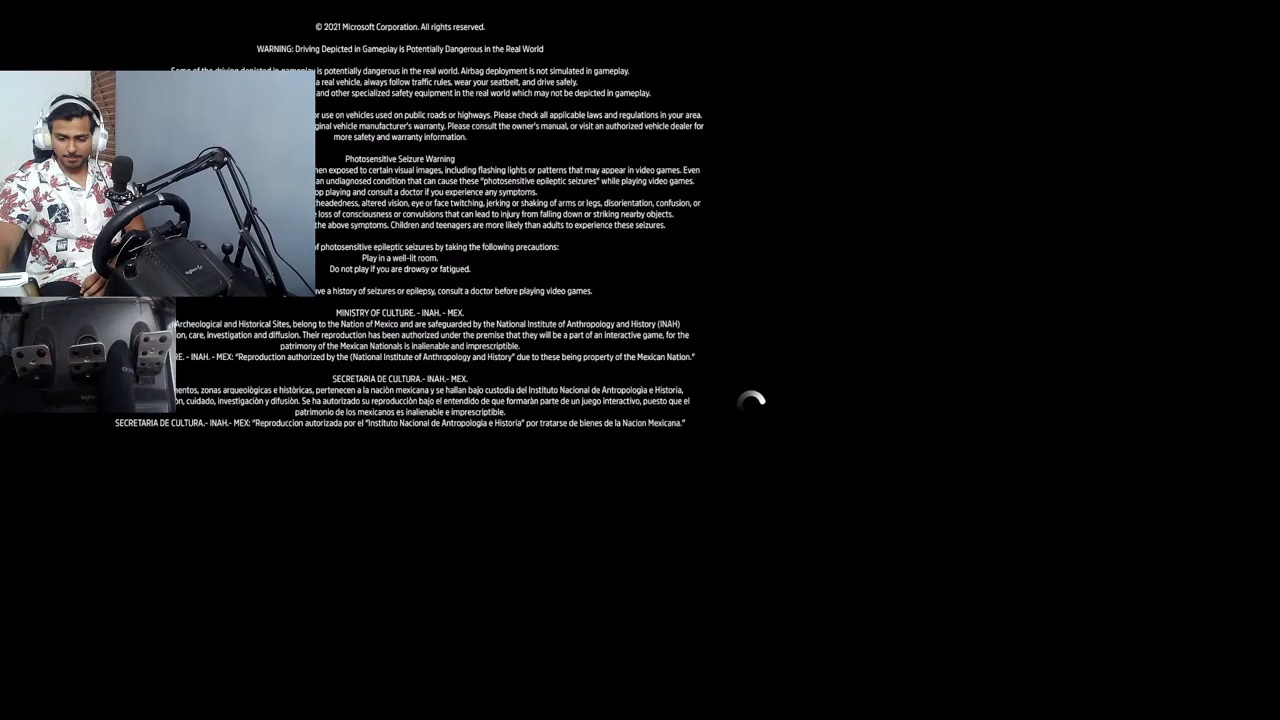 © 2021 Microsoft Corporation. All rights reserved.
WARNING: Driving Depicted in Gameplay is Potentially Dangerous in the Real World
Some of the driving depicted in gameplay is potentially dangerous in the real world. Airbag deployment is not simulated in gameplay.
a real vehicle, always follow traffic rules, wear your seatbelt, and drive safely.
and other specialized safety equipment in the real world which may not be depicted in gameplay.
or use on vehicles used on public roads or highways. Please check all applicable laws and regulations in your area.
vehicle manufacturer's warranty. Please consult the owner's manual, or visit an authorized vehicle dealer for
more safety and warranty information.
Photosensitive Seizure Warning
exposed to certain visual images, including flashing lights or patterns that may appear in video games. Even
an undiagnosed condition that can cause these “photosensitive epileptic seizures” while playing video games.
playing and consult a doctor if you experience any symptoms.
altered vision, eye or face twitching, jerking or shaking of arms or legs, disorientation, confusion, or
loss of consciousness or convulsions that can lead to injury from falling down or striking nearby objects.
the above symptoms. Children and teenagers are more likely than adults to experience these seizures.
of photosensitive epileptic seizures by taking the following precautions:
Play in a well-lit room.
Do not play if you are drowsy or fatigued.
a history of seizures or epilepsy, consult a doctor before playing video games.
MINISTRY OF CULTURE. - INAH - MEX.
Archeological and Historical Sites, belong to the Nation of Mexico and are safeguarded by the National Institute of Anthropology and History (INAH)
care, investigation and diffusion. Their reproduction has been authorized under the premise that they will be a part of an interactive game, for the
patrimony of the Mexican Nationals is inalienable and imprescriptible.
- INAH. - MEX: “Reproduction authorized by the (National Institute of Anthropology and History” due to these being property of the Mexican Nation.”
SECRETARIA DE CULTURA.- INAH.- MEX.
zonas arqueològicas e històricas, pertenecen a la naciòn mexicana y se hallan bajo custodia del Instituto Nacional de Antropologia e Historia,
cuidado, investigaciòn y difusiòn. Se ha autorizado su reproducciòn bajo el entendido de que formaràn parte de un juego interactivo, puesto que el
patrimonio de los mexicanos es inalienable e imprescriptible.
SECRETARIA DE CULTURA.- INAH.- MEX: “Reproduccion autorizada por el “Instituto Nacional de Antropologia e Historia” por tratarse de bienes de la Nacion Mexicana.”